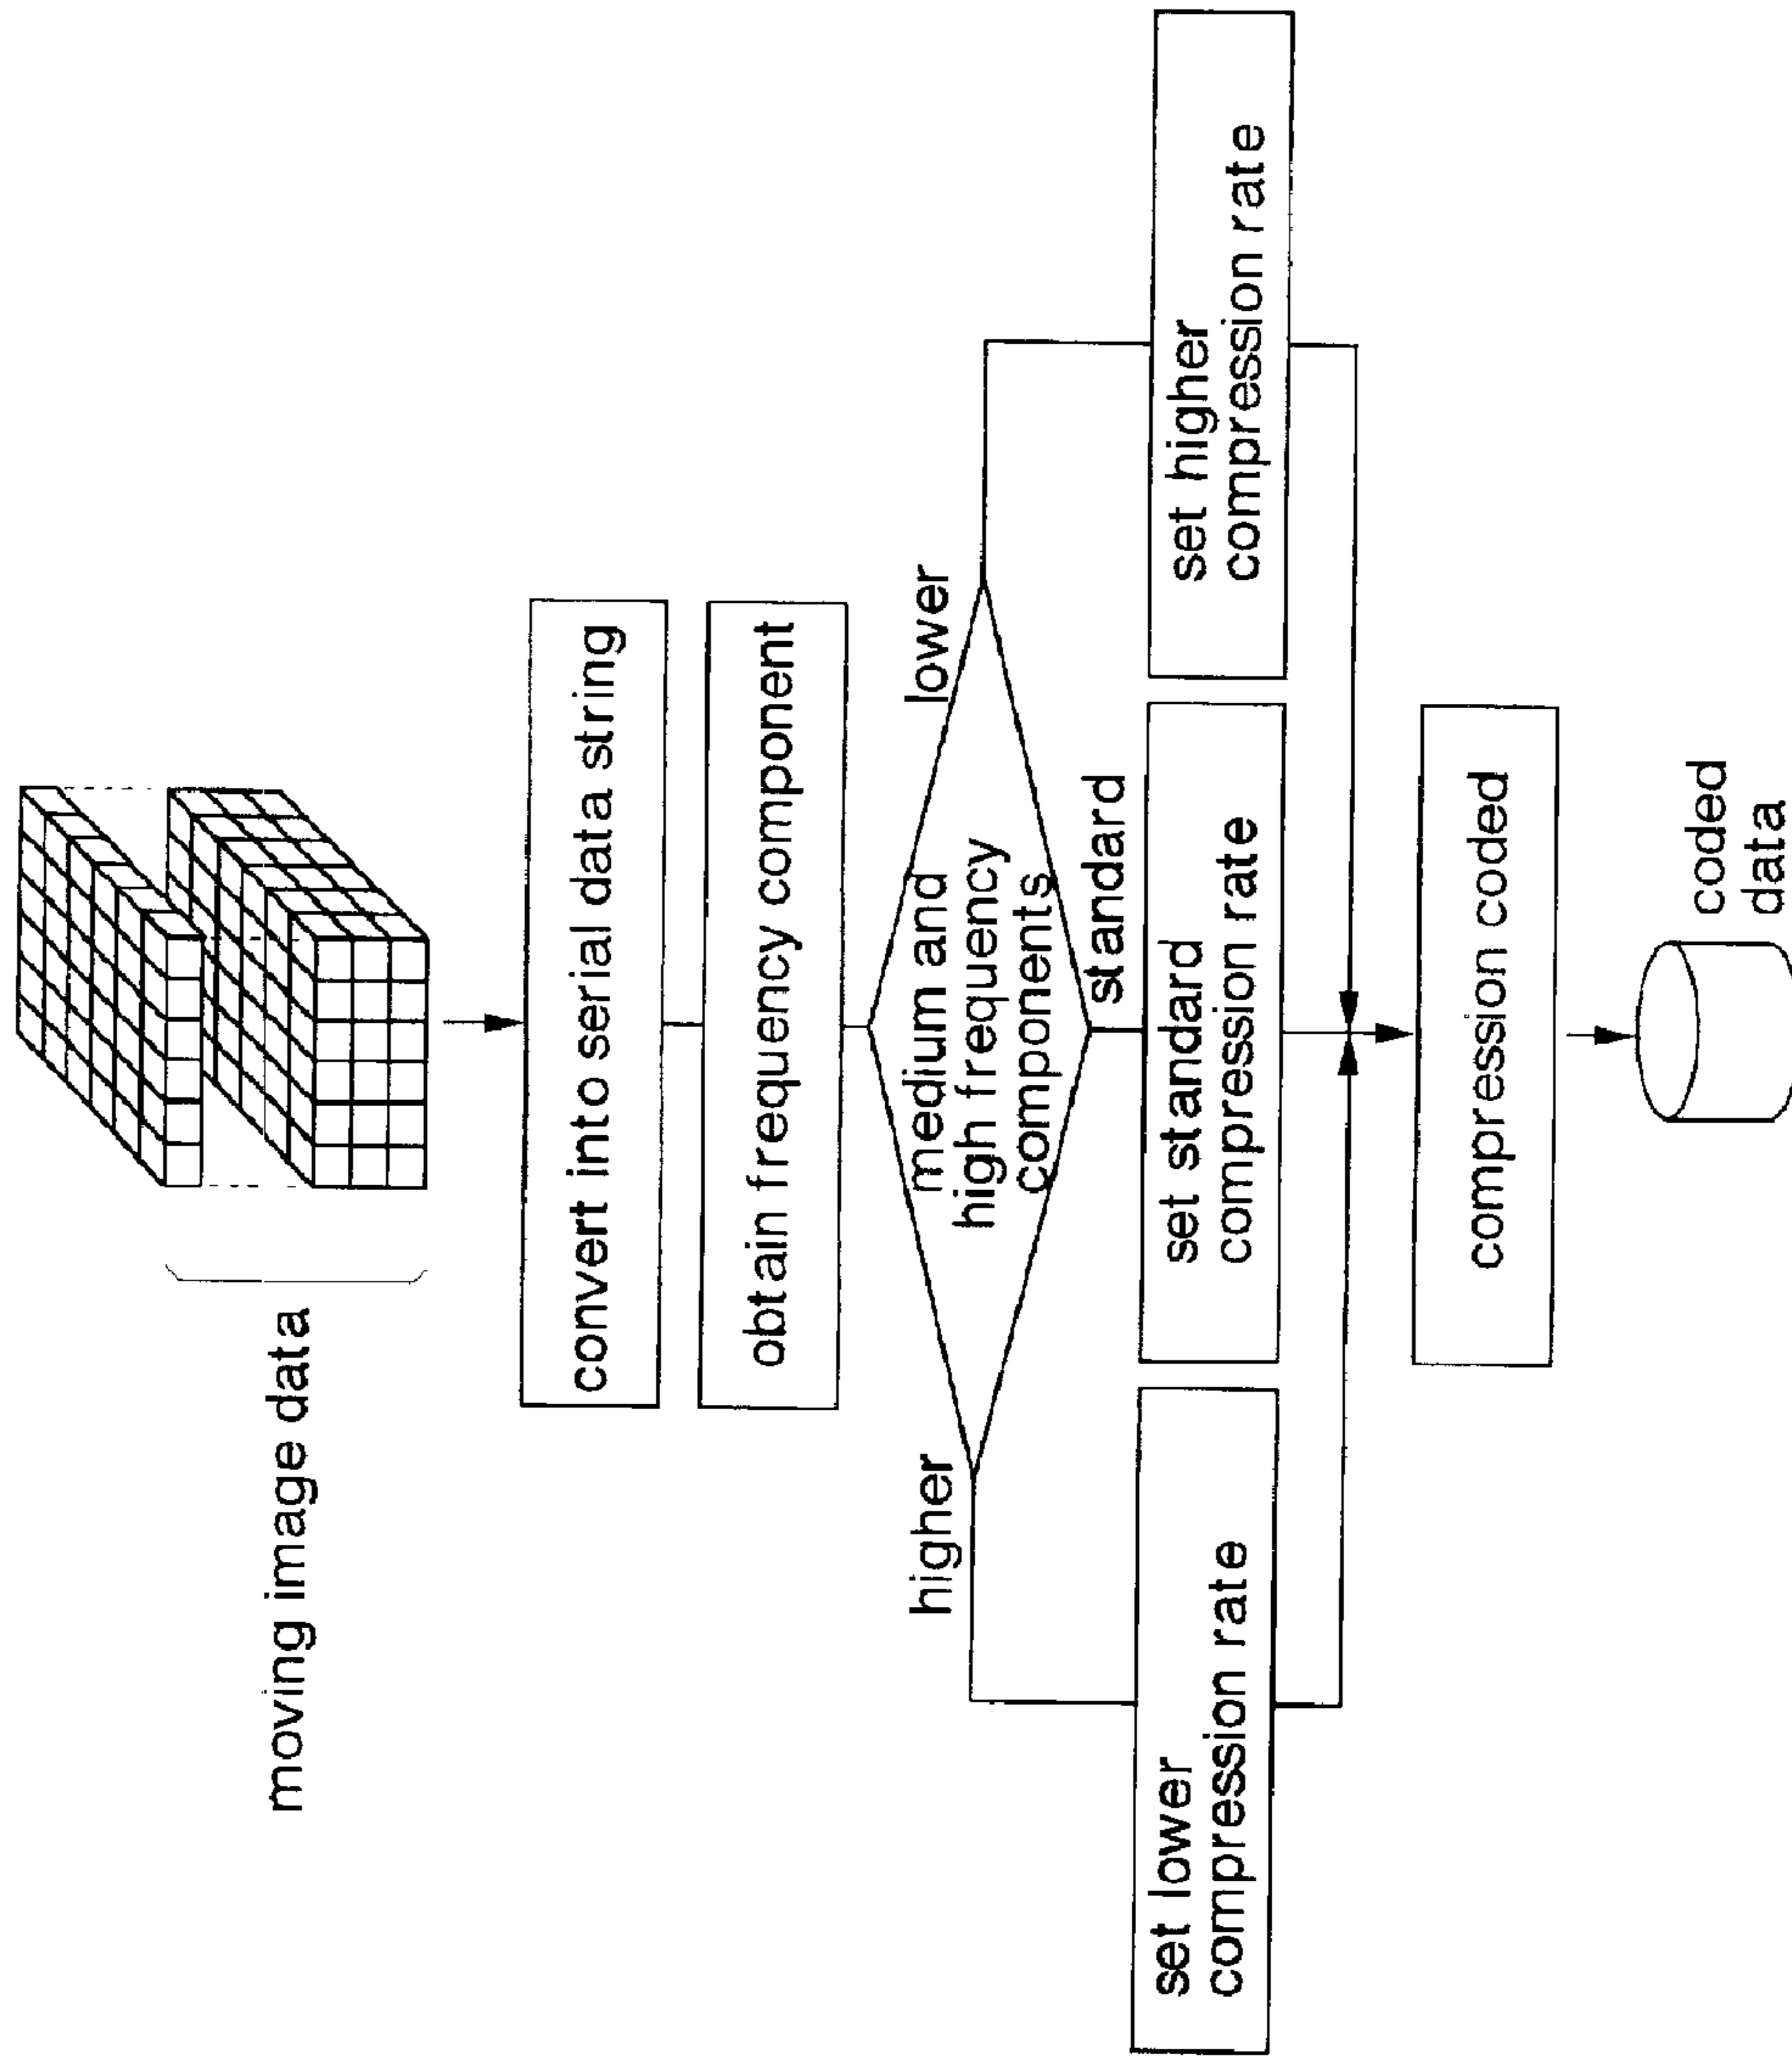 moving image data
convert into serial data string
obtain frequency component
higher
medium and
high frequency
components
lower
standard
set lower
compression rate
set standard
compression rate
set higher
compression rate
compression coded
coded
data